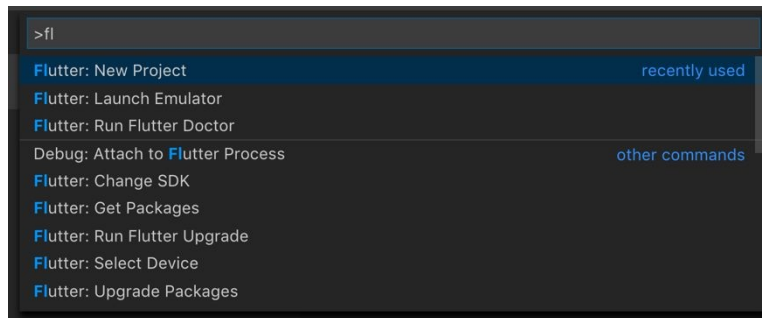 >fl
Flutter: New Project recently used
Flutter: Launch Emulator
Flutter: Run Flutter Doctor
Debug: Attach to Flutter Process other commands
Flutter: Change SDK
Flutter: Get Packages
Flutter: Run Flutter Upgrade
Flutter: Select Device
Flutter: Upgrade Packages